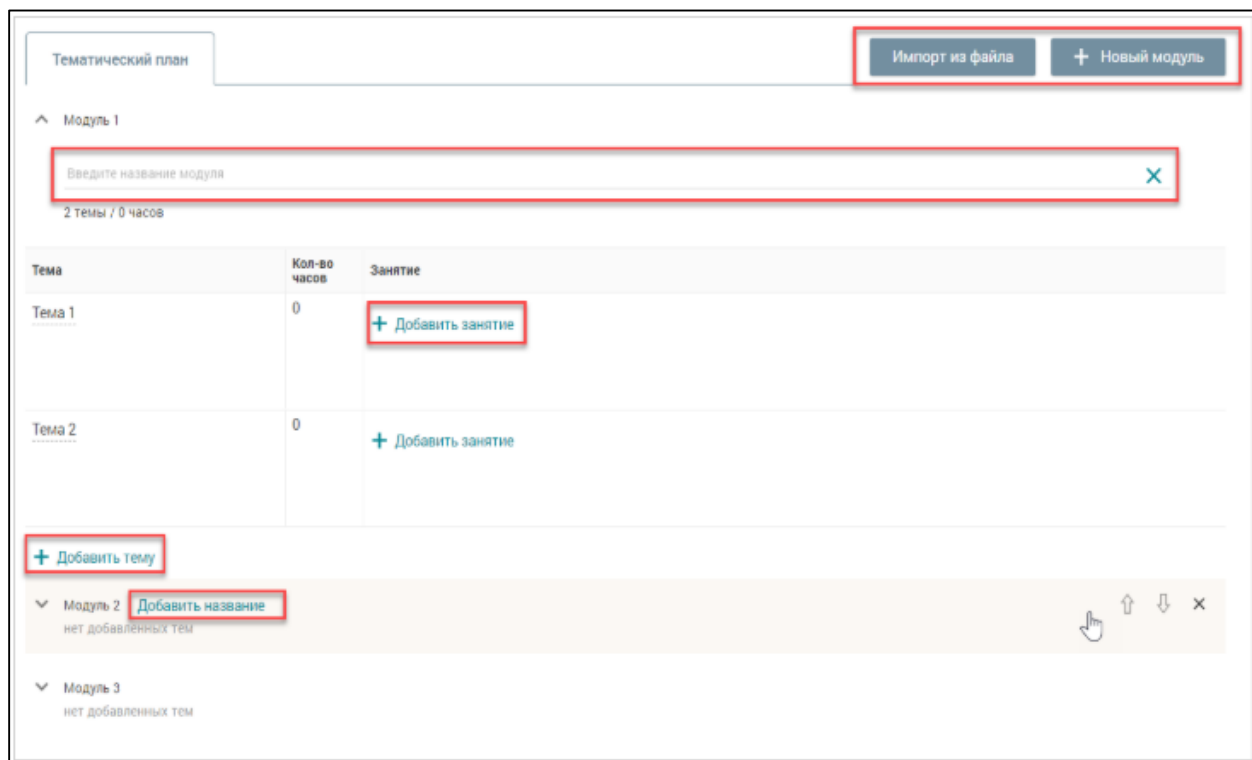 Тематический план
Импорт из файла
+ Новый модуль
Модуль 1
Введите название модуля
2 темы / 0 часов
Тема
Кол-во
часов
Занятие
Тема 1
0
+ Добавить занятие
Тема 2
0
+ Добавить занятие
+ Добавить тему
Модуль 2 Добавить название
нет добавленных тем
Модуль 3
нет добавленных тем